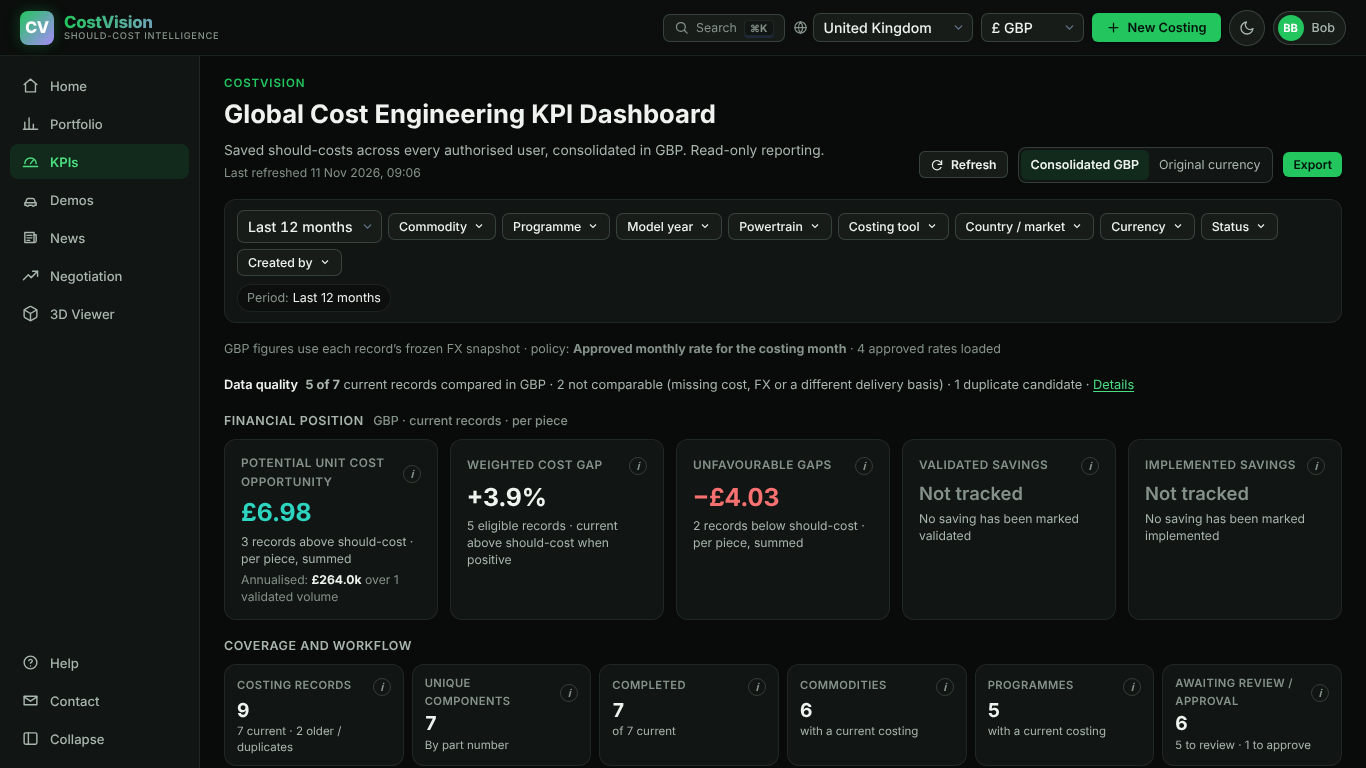 CV
CostVision
SHOULD-COST INTELLIGENCE
Search ⌘K
United Kingdom
£ GBP
+ New Costing
BB
Bob
Home
Portfolio
KPIs
Demos
News
Negotiation
3D Viewer
Help
Contact
Collapse
COSTVISION
Global Cost Engineering KPI Dashboard
Saved should-costs across every authorised user, consolidated in GBP. Read-only reporting.
Last refreshed 11 Nov 2026, 09:06
Refresh
Consolidated GBP
Original currency
Export
Last 12 months
Commodity
Programme
Model year
Powertrain
Costing tool
Country / market
Currency
Status
Created by
Period: Last 12 months
GBP figures use each record's frozen FX snapshot · policy: Approved monthly rate for the costing month · 4 approved rates loaded
Data quality 5 of 7 current records compared in GBP · 2 not comparable (missing cost, FX or a different delivery basis) · 1 duplicate candidate · Details
FINANCIAL POSITION GBP · current records · per piece
POTENTIAL UNIT COST
OPPORTUNITY
i
£6.98
3 records above should-cost ·
per piece, summed
Annualised: £264.0k over 1
validated volume
WEIGHTED COST GAP
i
+3.9%
5 eligible records · current
above should-cost when
positive
UNFAVOURABLE GAPS
i
−£4.03
2 records below should-cost ·
per piece, summed
VALIDATED SAVINGS
i
Not tracked
No saving has been marked
validated
IMPLEMENTED SAVINGS
i
Not tracked
No saving has been marked
implemented
COVERAGE AND WORKFLOW
COSTING RECORDS
i
9
7 current · 2 older /
duplicates
UNIQUE
COMPONENTS
i
7
By part number
COMPLETED
i
7
of 7 current
COMMODITIES
i
6
with a current costing
PROGRAMMES
i
5
with a current costing
AWAITING REVIEW /
APPROVAL
i
6
5 to review · 1 to approve